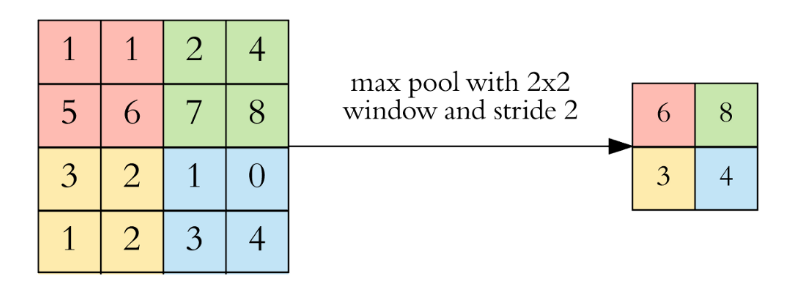 1 1 2 4
5 6 7 8
3 2 1 0
1 2 3 4
max pool with 2x2
window and stride 2
6 8
3 4